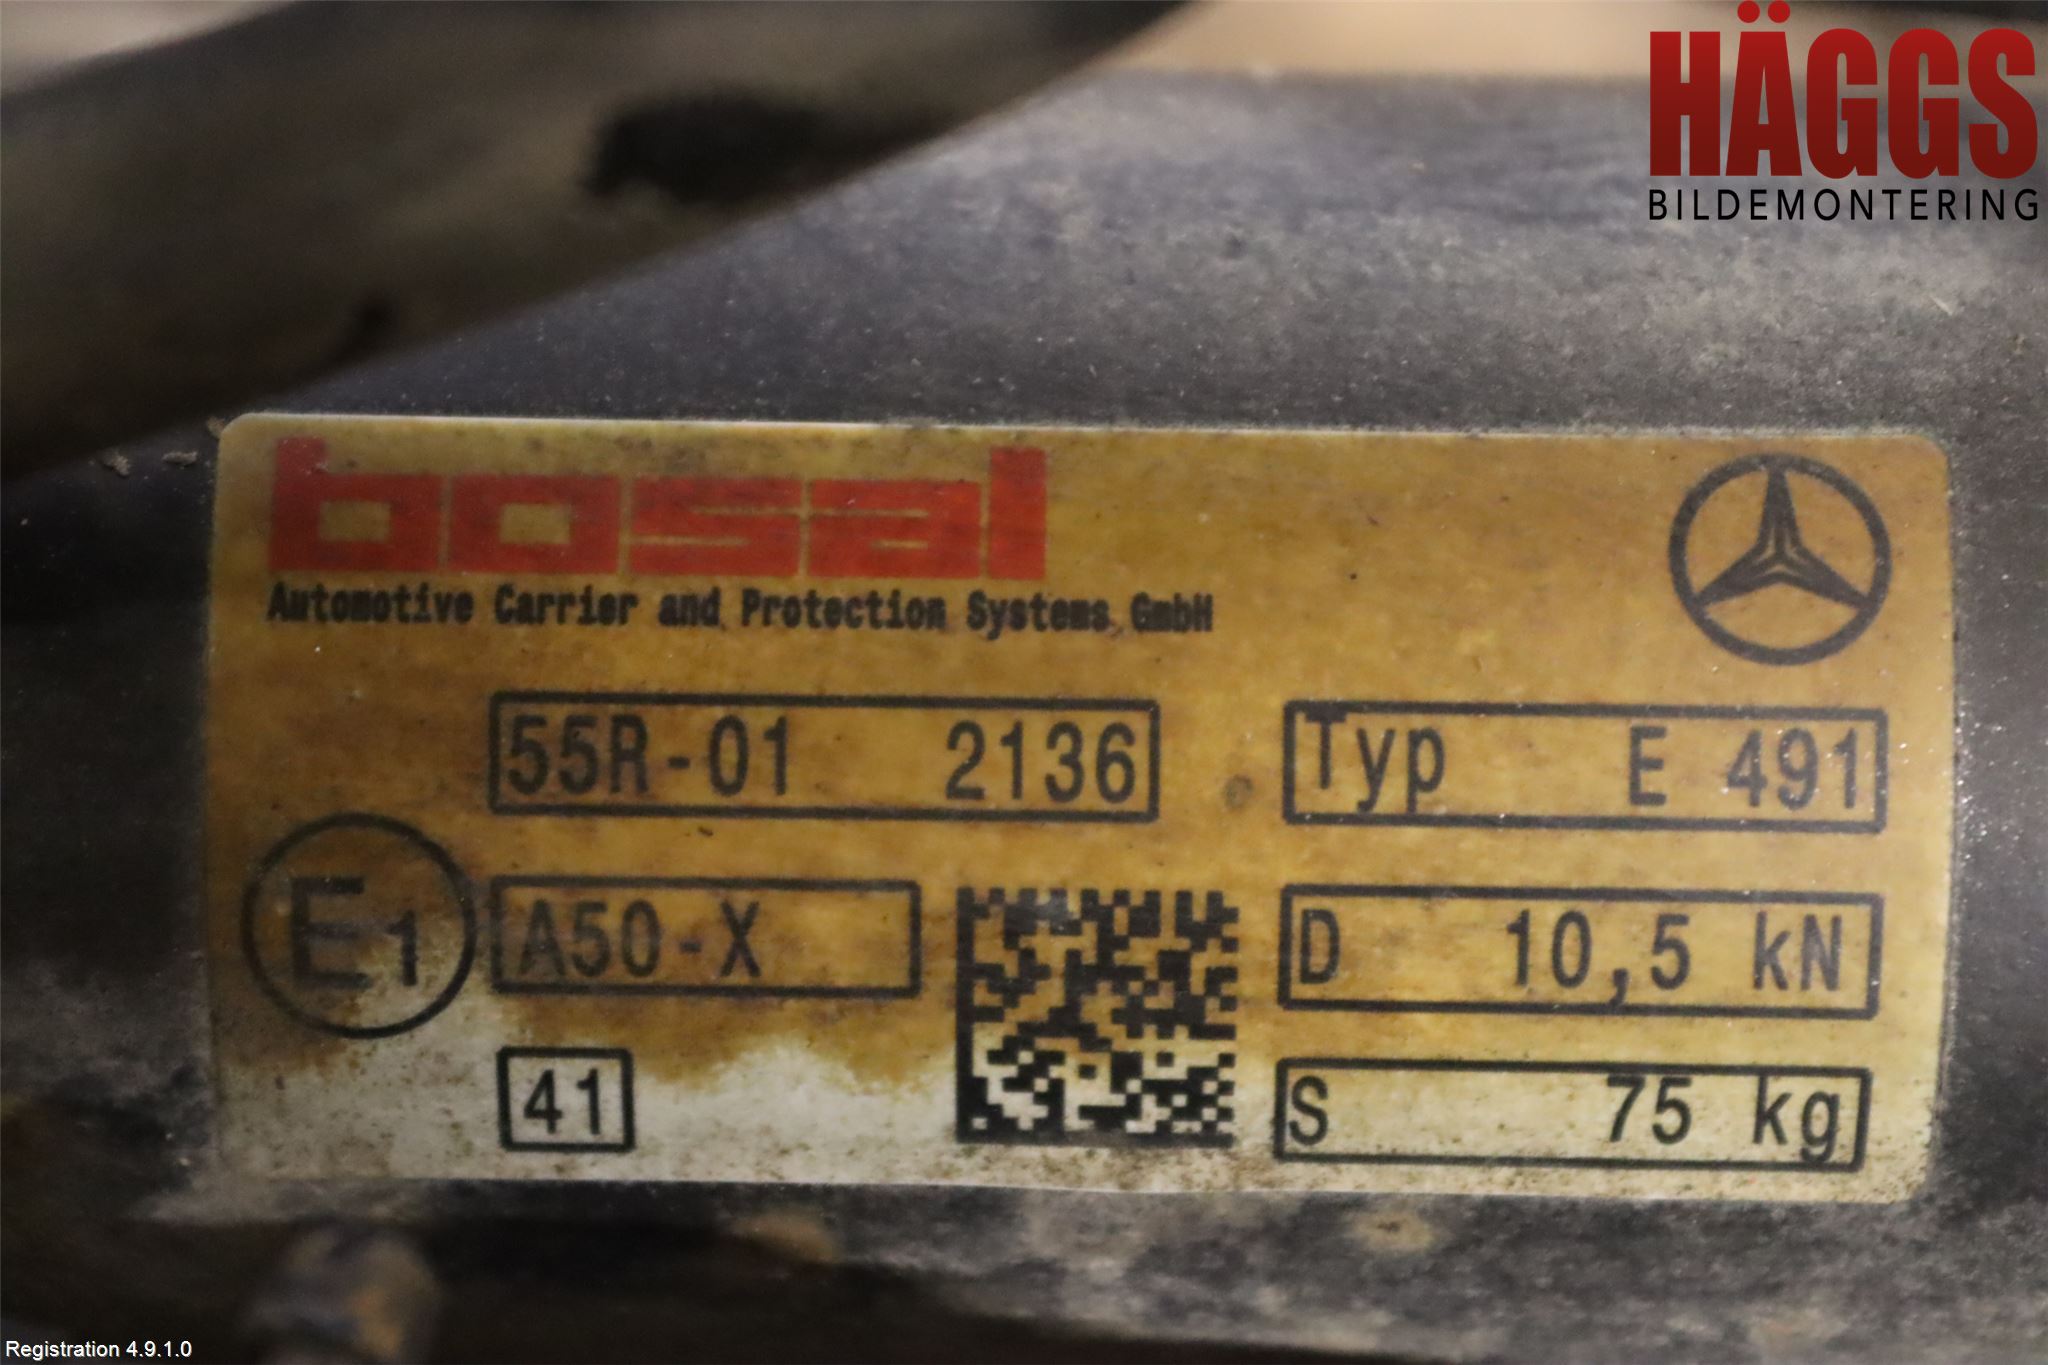 HÄGGS
BILDEMONTERING
bosal
Automotive Carrier and Protection Systems GmbH
55R-01 2136
Typ E 491
E1
A50-X
D 10,5 kN
41
S 75 kg
Registration 4.9.1.0